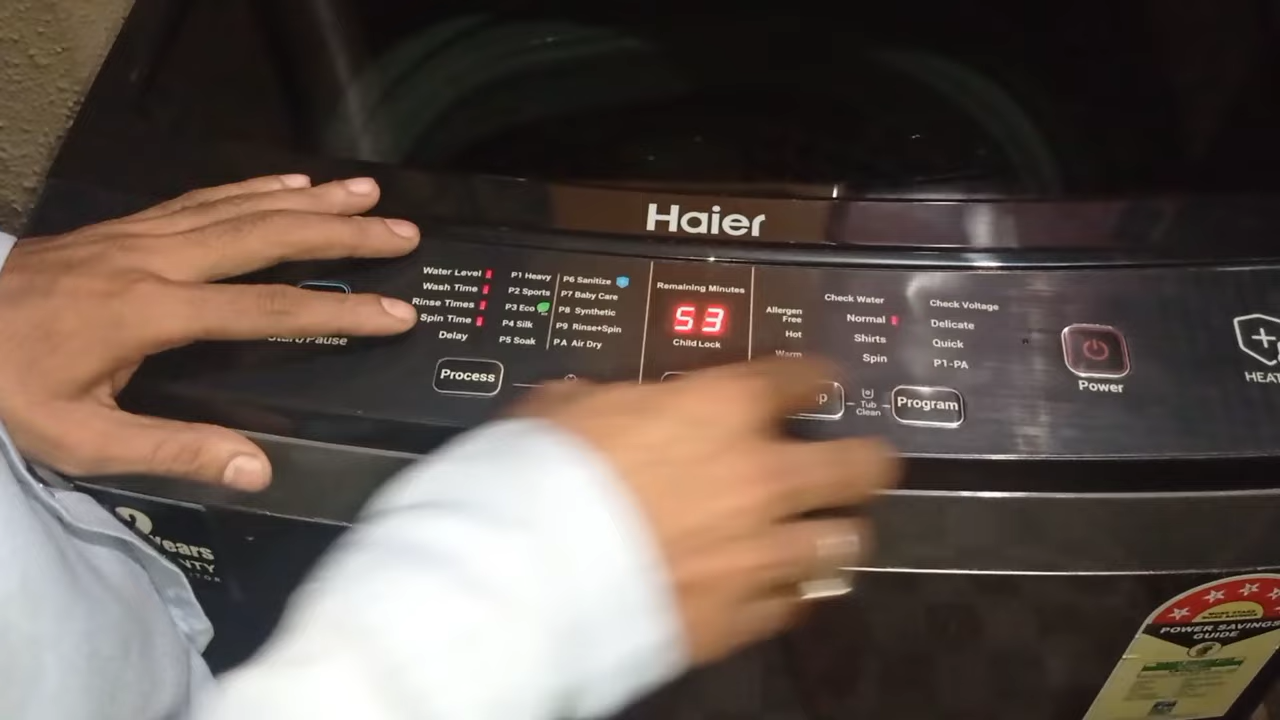 Haier
Water Level
Wash Time
Rinse Times
Spin Time
Delay
Process
Start/Pause
P1 Heavy
P2 Sports
P3 Eco
P4 Silk
P5 Soak
P6 Sanitize
P7 Baby Care
P8 Synthetic
P9 Rinse+Spin
PA Air Dry
Remaining Minutes
53
Child Lock
Allergen
Free
Hot
Warm
Check Water
Normal
Shirts
Spin
Check Voltage
Delicate
Quick
P1-PA
Tub
Clean
Program
Power
HEAT
Years
POWER SAVINGS
GUIDE